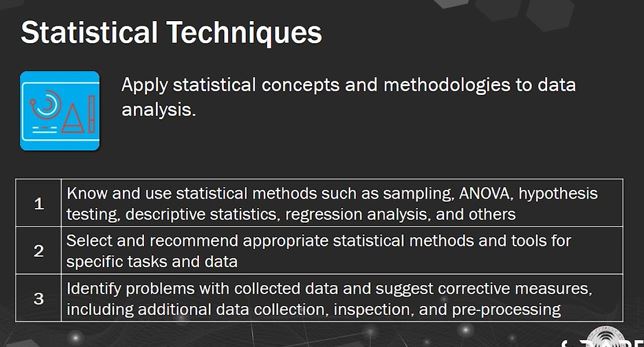 Statistical Techniques
Apply statistical concepts and methodologies to data
analysis.
1
Know and use statistical methods such as sampling, ANOVA, hypothesis
testing, descriptive statistics, regression analysis, and others
2
Select and recommend appropriate statistical methods and tools for
specific tasks and data
3
Identify problems with collected data and suggest corrective measures,
including additional data collection, inspection, and pre-processing